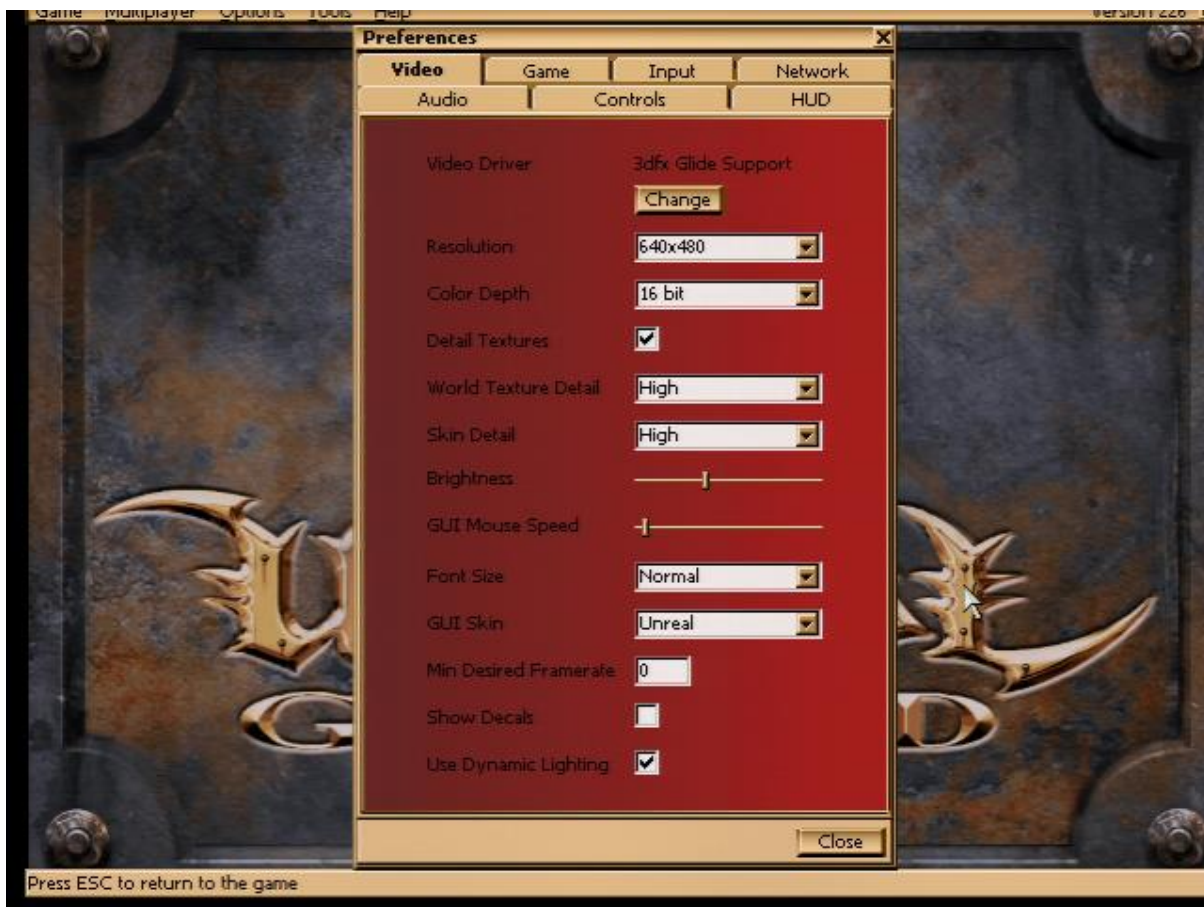 Game Multiplayer Options Tools Help Version 226
Preferences
Video Game Input Network
Audio Controls HUD
Video Driver 3dfx Glide Support
Change
Resolution 640x480
Color Depth 16 bit
Detail Textures
World Texture Detail High
Skin Detail High
Brightness
GUI Mouse Speed
Font Size Normal
GUI Skin Unreal
Min Desired Framerate 0
Show Decals
Use Dynamic Lighting
Close
Press ESC to return to the game